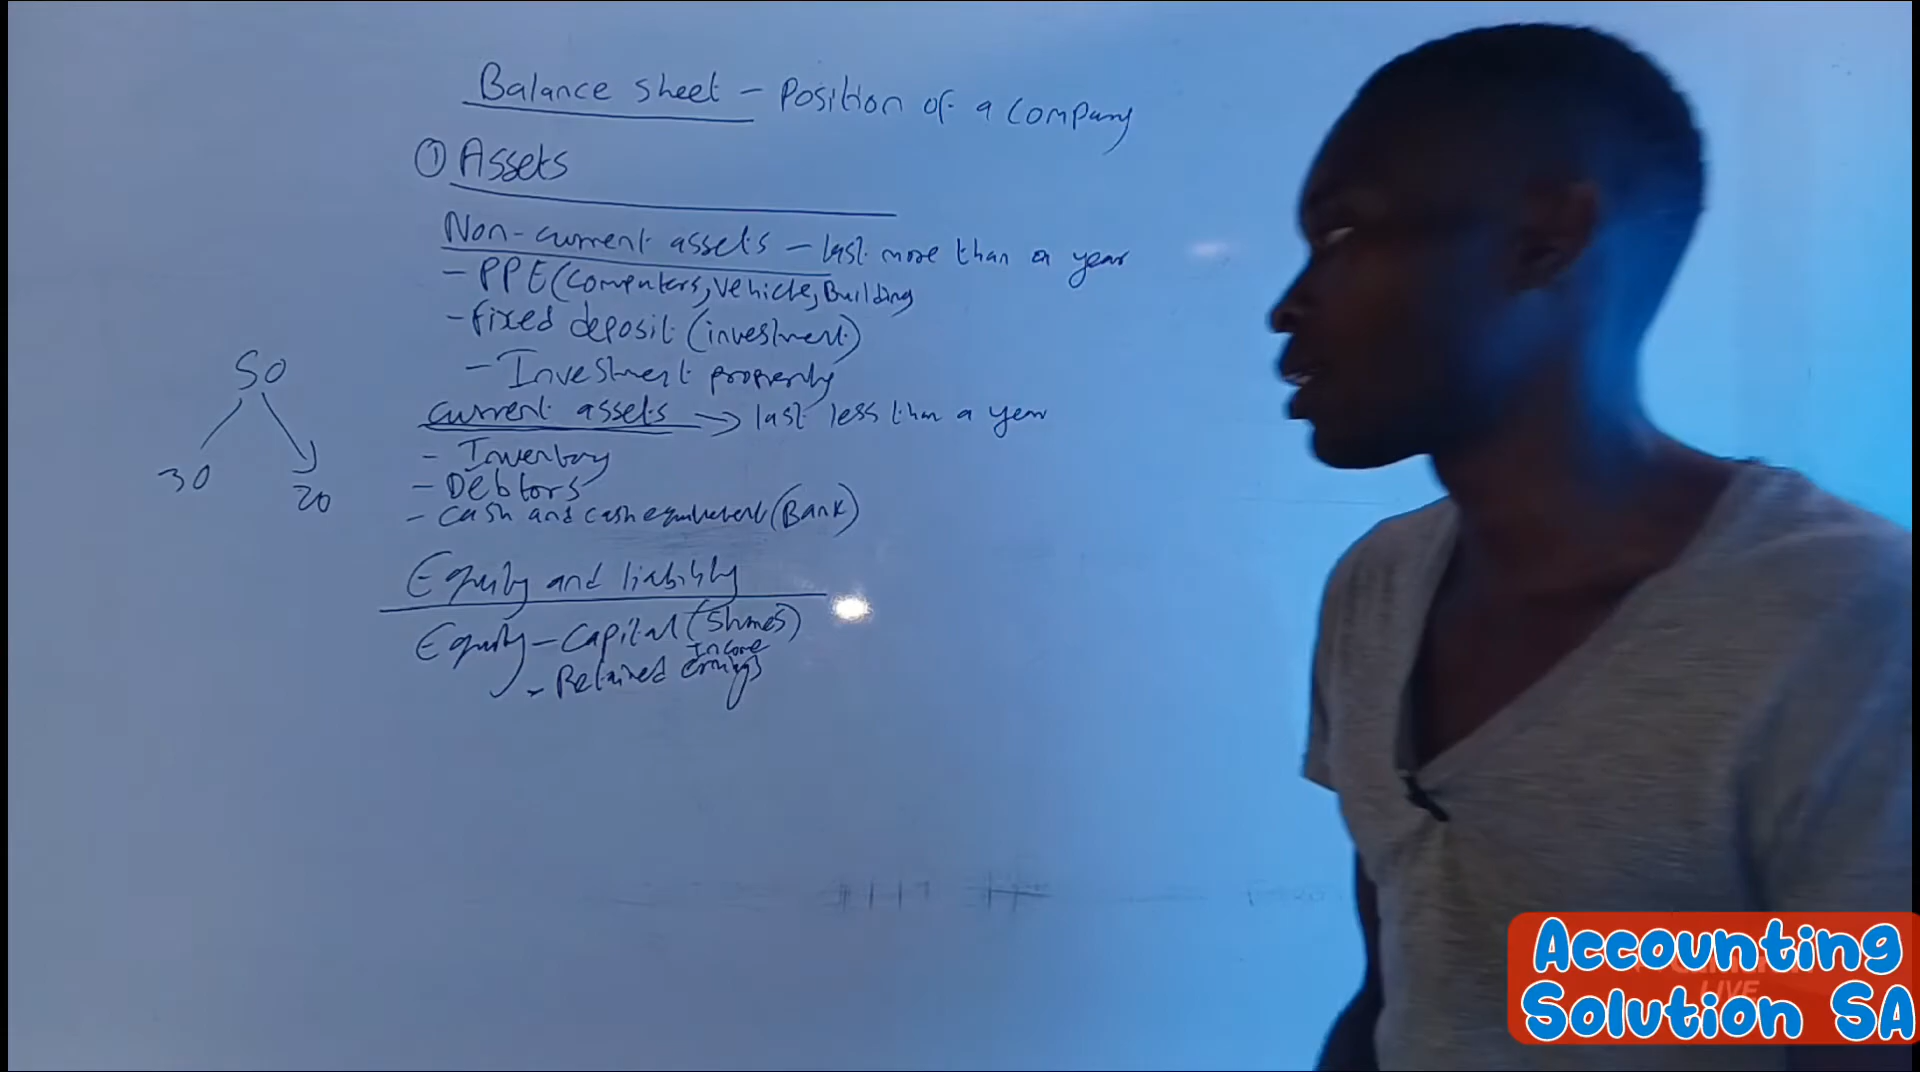 Balance sheet - Position of a company
① Assets
Non-current assets - last more than a year
- PPE (computers, vehicle, Building
- fixed deposit (investment)
- Investment property
current assets → last less than a year
- Inventory
- Debtors
- cash and cash equivalent (Bank)
Equity and liability
Equity - capital (shares)
Income
- Retained earnings
50
30 20
Accounting
Solution SA
LIVE